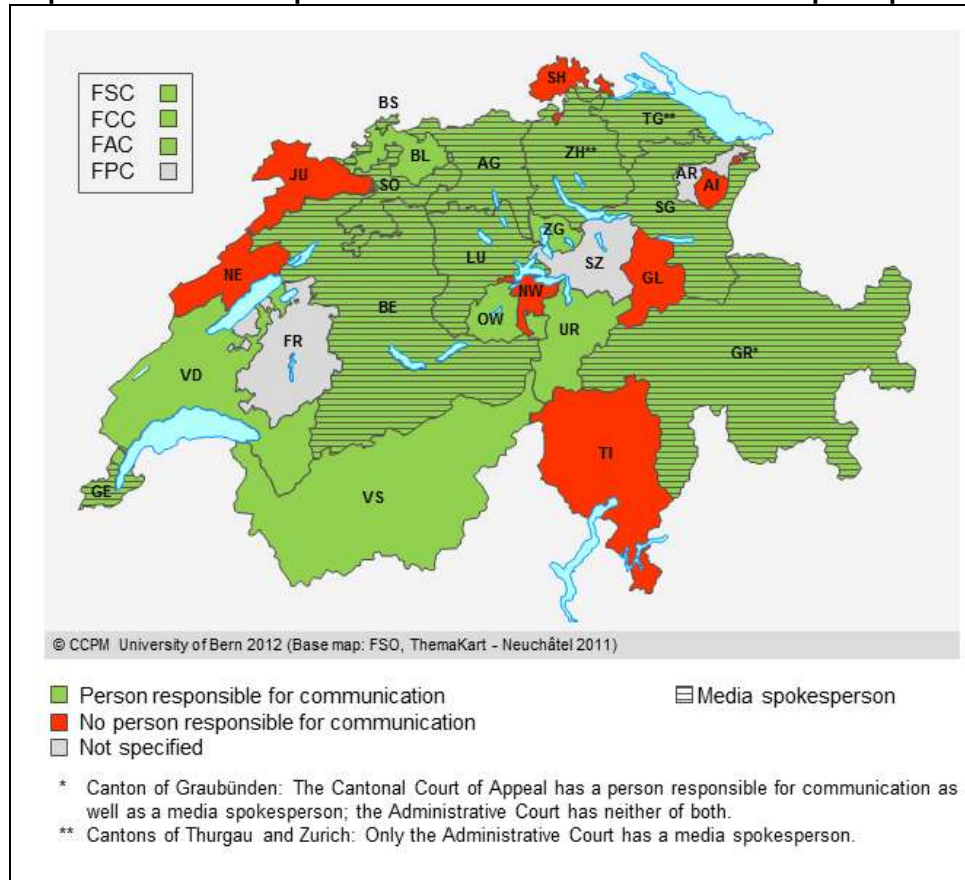 FSC
FCC
FAC
FPC
BS
SH
TG**
BL
AG
ZH**
JU
SO
AR
AI
SG
ZG
LU
SZ
NE
GL
NW
BE
OW
UR
FR
GR*
VD
TI
GE
VS
© CCPM University of Bern 2012 (Base map: FSO, ThemaKart - Neuchâtel 2011)
Person responsible for communication
Media spokesperson
No person responsible for communication
Not specified
* Canton of Graubünden: The Cantonal Court of Appeal has a person responsible for communication as
well as a media spokesperson; the Administrative Court has neither of both.
** Cantons of Thurgau and Zurich: Only the Administrative Court has a media spokesperson.